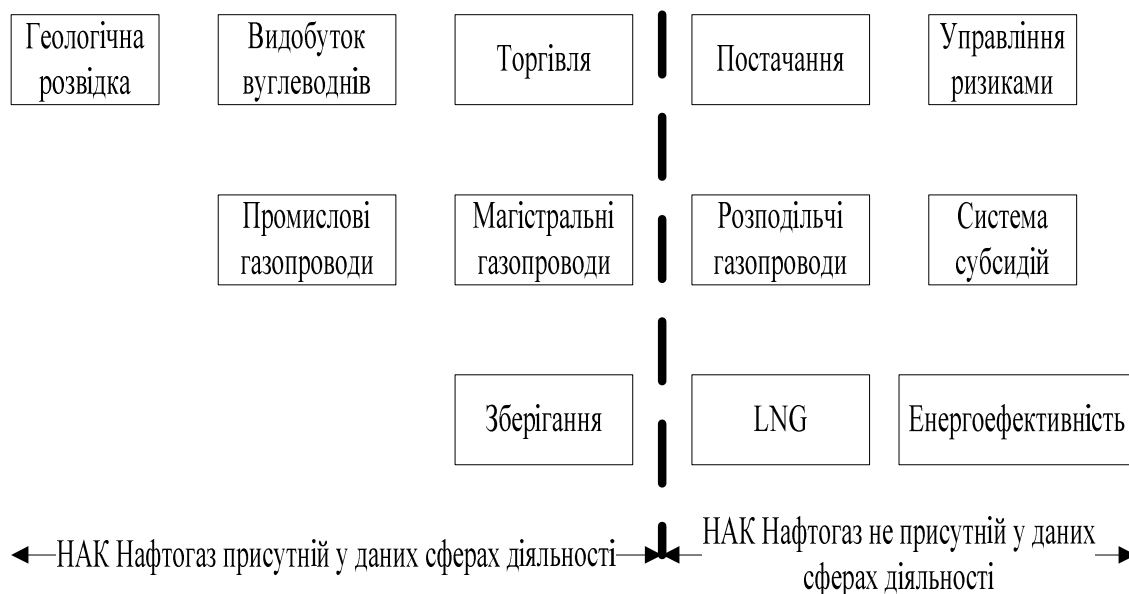 Геологічна
розвідка
Видобуток
вуглеводнів
Торгівля
Постачання
Управління
ризиками
Промислові
газопроводи
Магістральні
газопроводи
Розподільчі
газопроводи
Система
субсидій
Зберігання
LNG
Енергоефективність
НАК Нафтогаз присутній у даних сферах діяльності
НАК Нафтогаз не присутній у даних
сферах діяльності